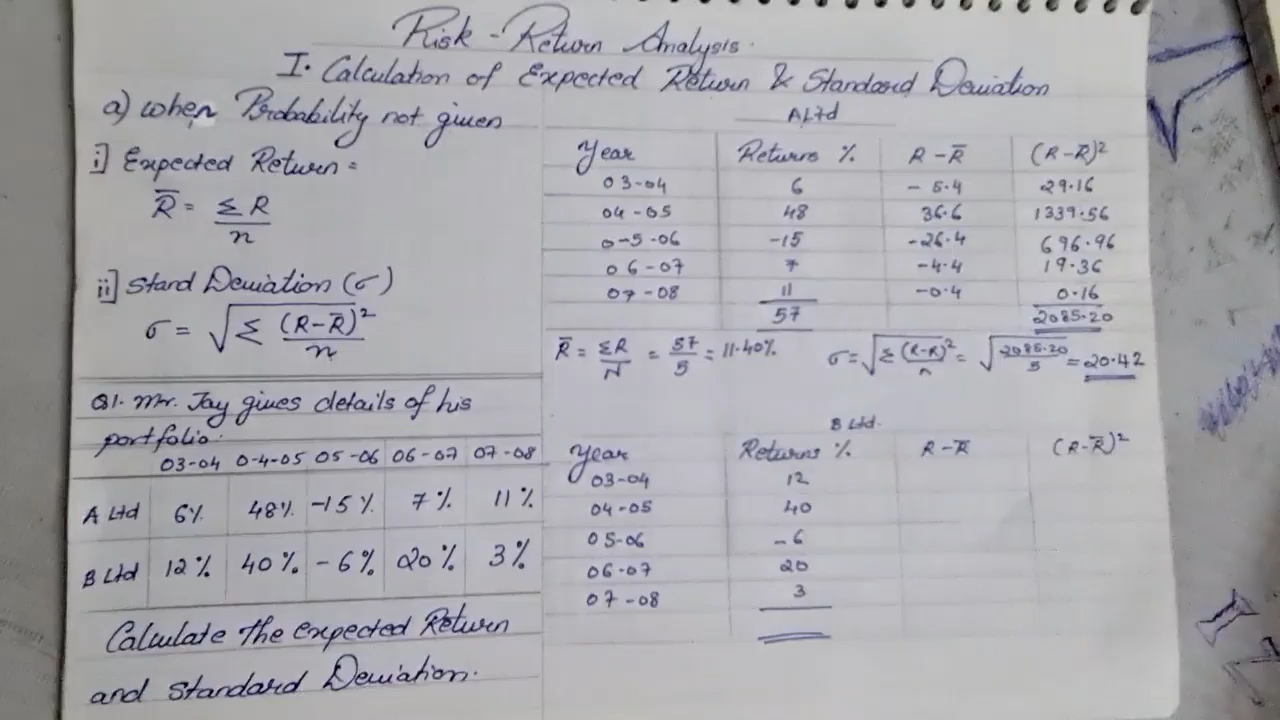 Risk - Return Analysis.
I. Calculation of Expected Return & Standard Deviation
a) when Probability not given
i] Expected Return =
R̅ = ΣR / n
ii] Stand Deviation (σ)
σ = √Σ (R-R̅)² / n
Q1. Mr. Jay gives details of his
portfolio.
03-04 0-4-05 05-06 06-07 07-08
A Ltd 6% 48% -15% 7% 11%
B Ltd 12% 40% -6% 20% 3%
Calculate the expected Return
and standard Deviation.
A Ltd
Year Returns % R-R̅ (R-R̅)²
03-04 6 -5.4 29.16
04-05 48 36.6 1339.56
0-5-06 -15 -26.4 696.96
06-07 7 -4.4 19.36
07-08 11 -0.4 0.16
57 2085.20
R̅ = ΣR / N = 57 / 5 = 11.40% σ = √Σ (R-R)² / n = √2085.20 / 5 = 20.42
B Ltd.
Year Returns % R-R̅ (R-R̅)²
03-04 12
04-05 40
05-06 -6
06-07 20
07-08 3